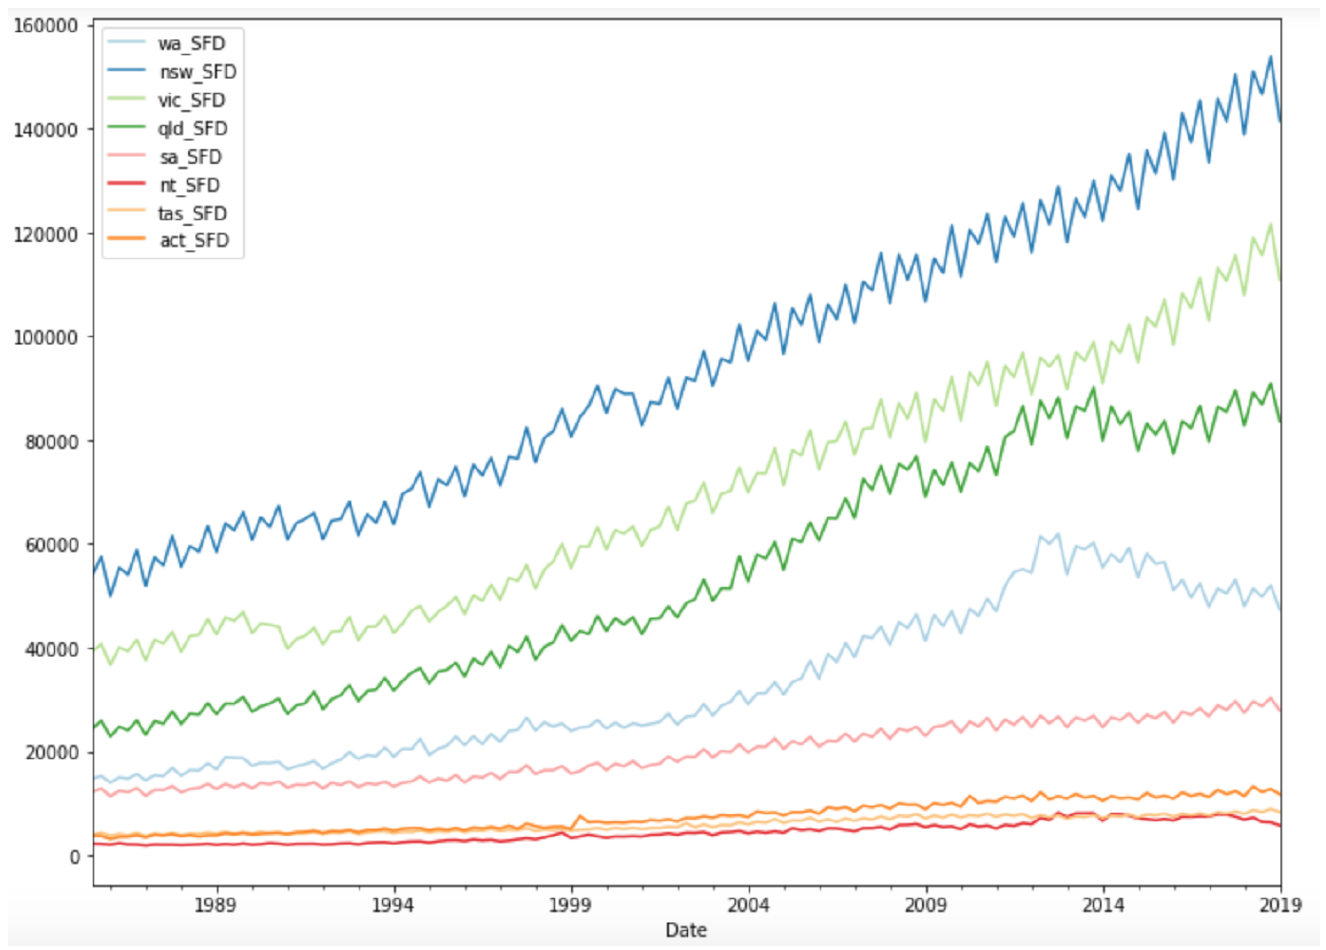 160000
140000
120000
100000
80000
60000
40000
20000
0
wa_SFD
nsw_SFD
vic_SFD
qld_SFD
sa_SFD
nt_SFD
tas_SFD
act_SFD
1989 1994 1999 2004 2009 2014 2019
Date